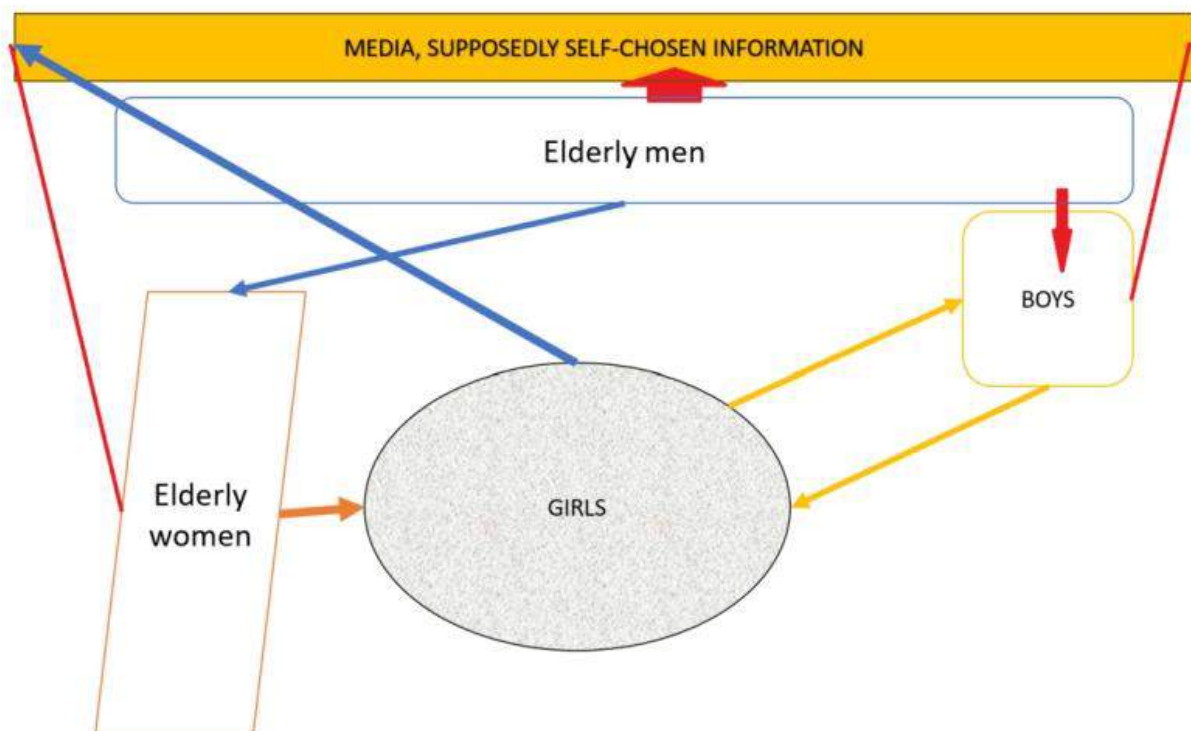 MEDIA, SUPPOSEDLY SELF-CHOSEN INFORMATION
Elderly men
BOYS
Elderly
women
GIRLS